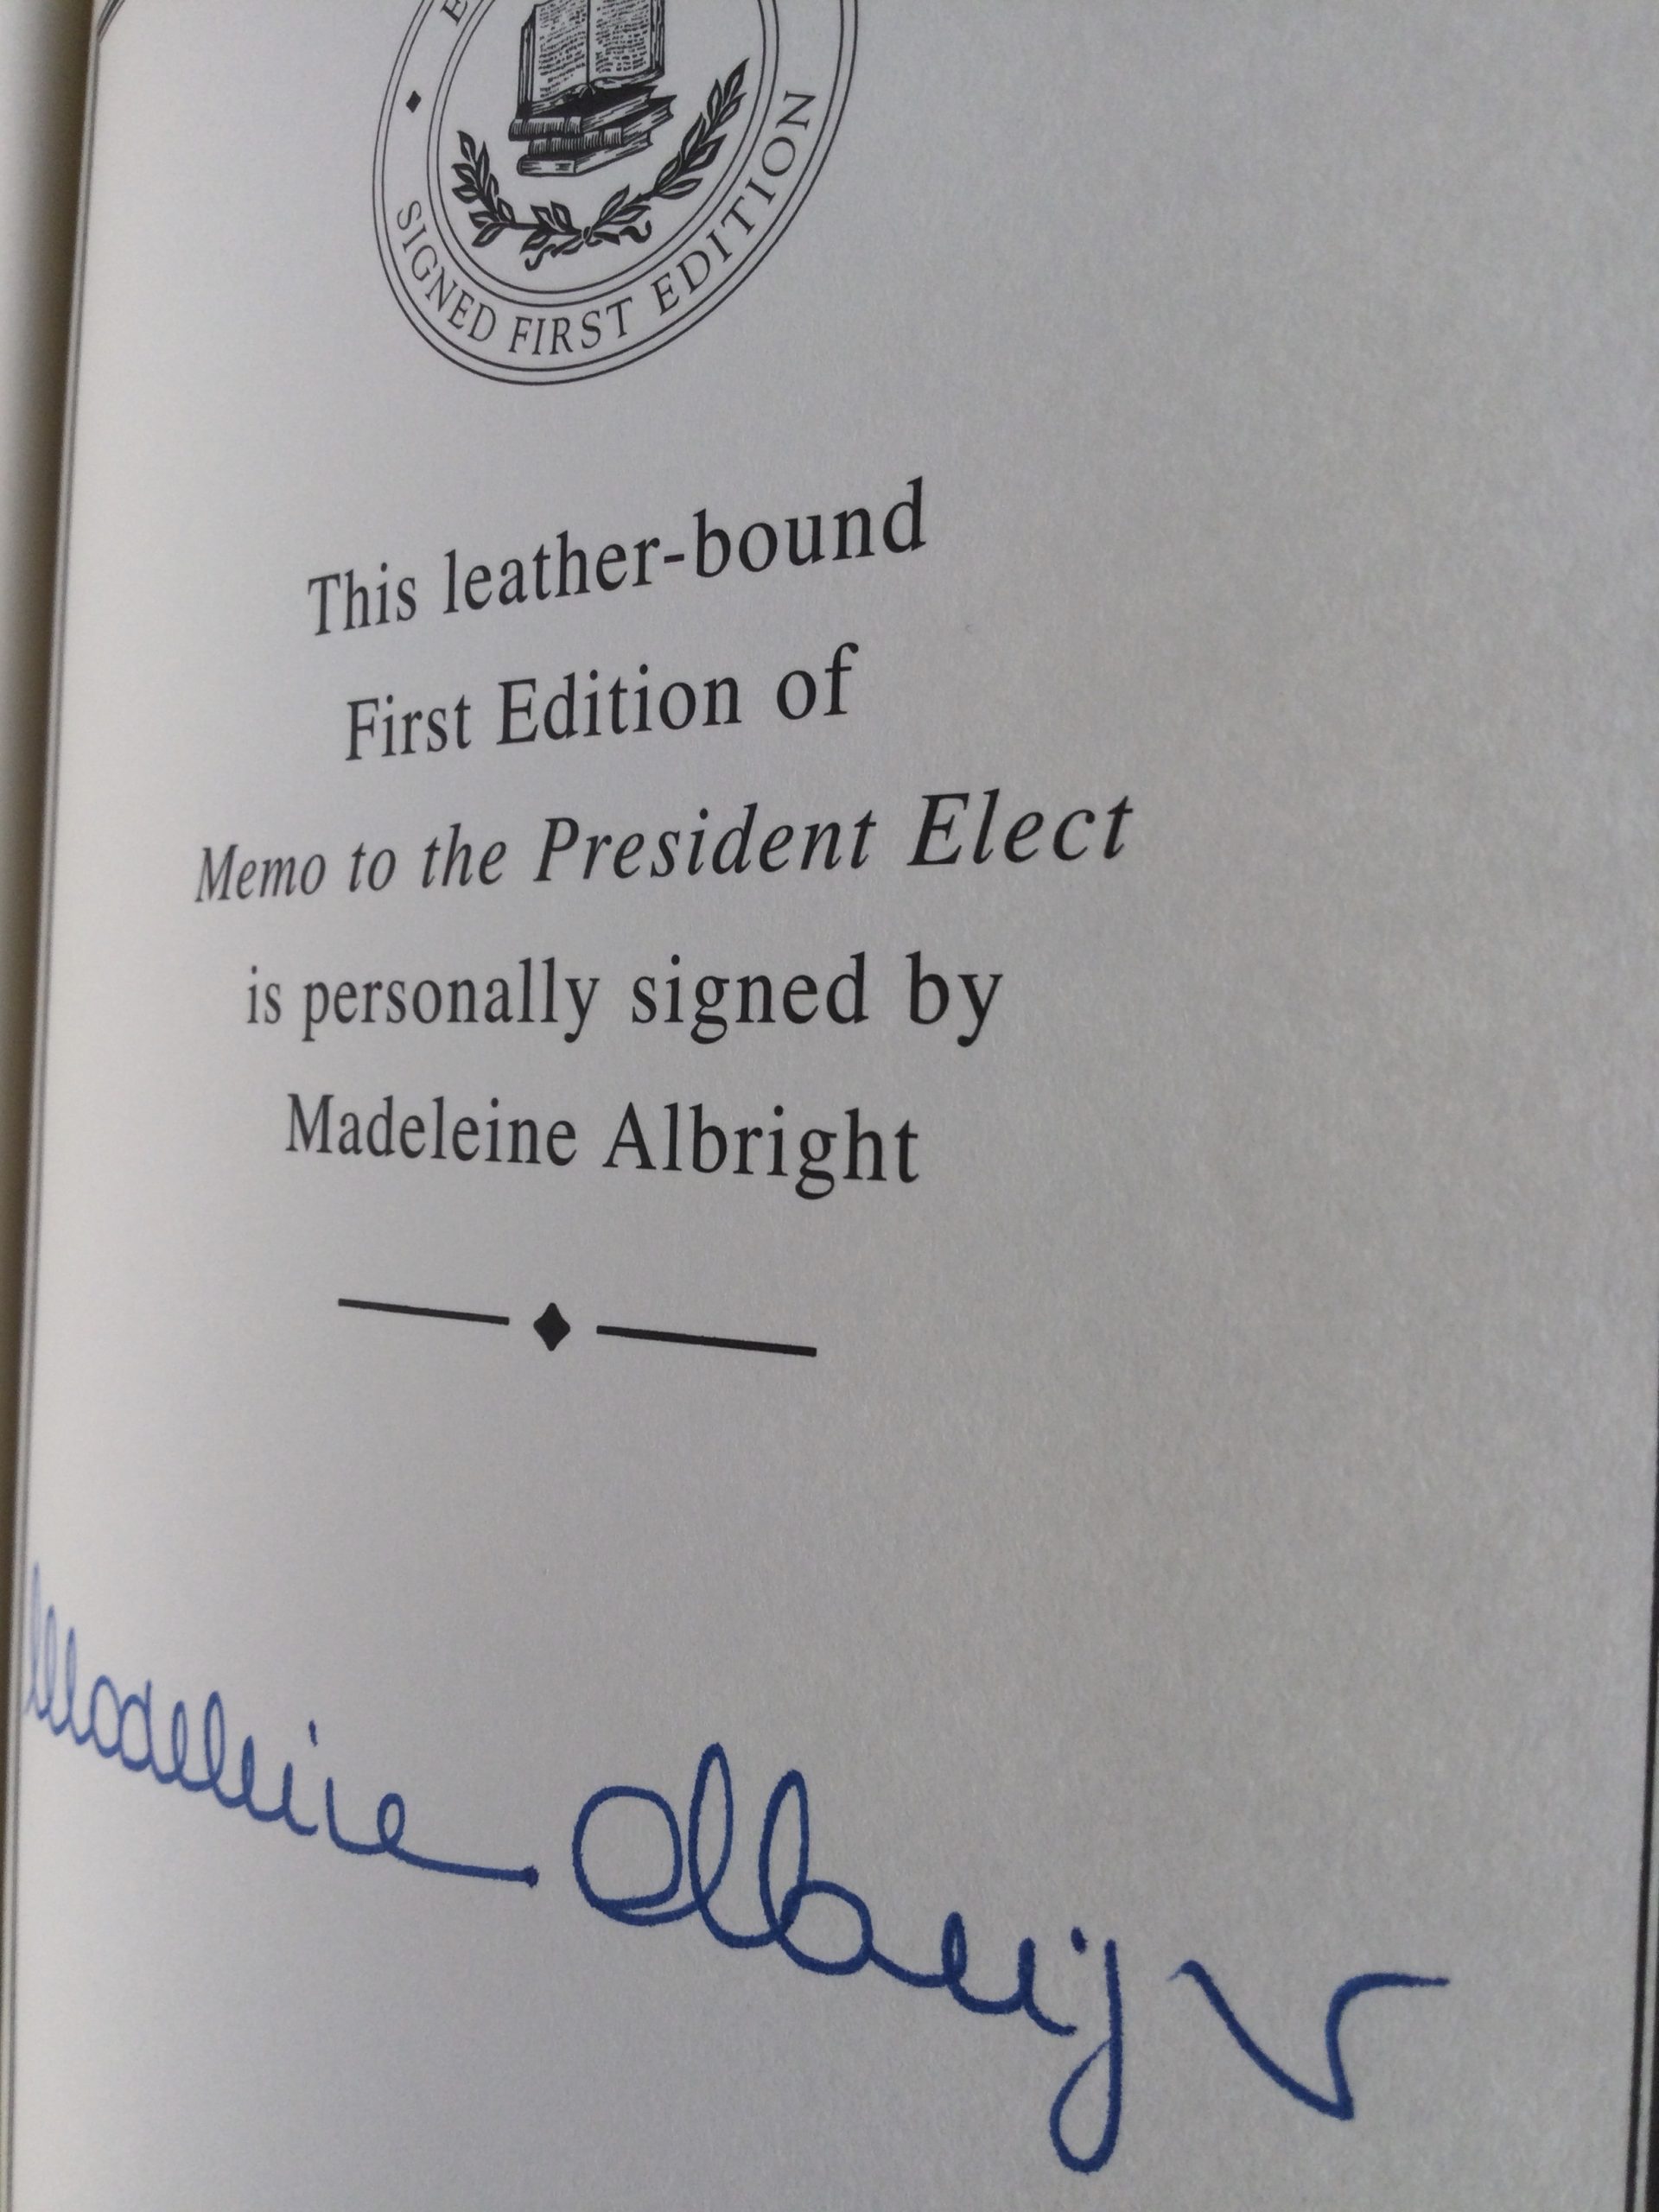 SIGNED FIRST EDITION
This leather-bound
First Edition of
Memo to the President Elect
is personally signed by
Madeleine Albright
Madeleine Albright